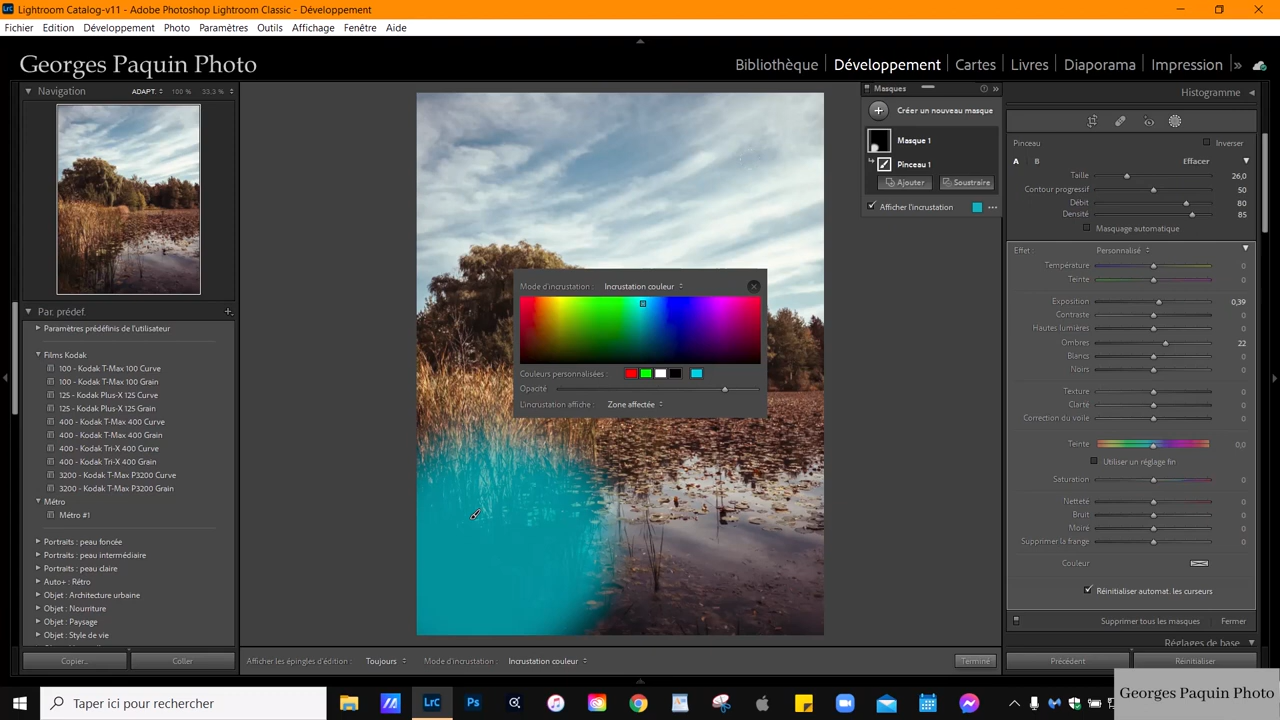 Lightroom Catalog-v11 - Adobe Photoshop Lightroom Classic - Développement
Fichier Edition Développement Photo Paramètres Outils Affichage Fenêtre Aide
Georges Paquin Photo
Bibliothèque Développement Cartes Livres Diaporama Impression »
Navigation ADAPT. 100 % 33,3 %
Par. prédéf.
Paramètres prédéfinis de l'utilisateur
Films Kodak
100 - Kodak T-Max 100 Curve
100 - Kodak T-Max 100 Grain
125 - Kodak Plus-X 125 Curve
125 - Kodak Plus-X 125 Grain
400 - Kodak T-Max 400 Curve
400 - Kodak T-Max 400 Grain
400 - Kodak Tri-X 400 Curve
400 - Kodak Tri-X 400 Grain
3200 - Kodak T-Max P3200 Curve
3200 - Kodak T-Max P3200 Grain
Métro
Métro #1
Portraits : peau foncée
Portraits : peau intermédiaire
Portraits : peau claire
Auto+ : Rétro
Objet : Architecture urbaine
Objet : Nourriture
Objet : Paysage
Objet : Style de vie
Copier... Coller
Mode d'incrustation : Incrustation couleur
Couleurs personnalisées :
Opacité
L'incrustation affiche : Zone affectée
Afficher les épingles d'édition : Toujours Mode d'incrustation : Incrustation couleur Terminé
Masques
Créer un nouveau masque
Masque 1
Pinceau 1
Ajouter Soustraire
Afficher l'incrustation
Histogramme
Pinceau Inverser
A B Effacer
Taille 26,0
Contour progressif 50
Débit 80
Densité 85
Masquage automatique
Effet : Personnalisé
Température 0
Teinte 0
Exposition 0,39
Contraste 0
Hautes lumières 0
Ombres 22
Blancs 0
Noirs 0
Texture 0
Clarté 0
Correction du voile 0
Teinte 0,0
Utiliser un réglage fin
Saturation 0
Netteté 0
Bruit 0
Moiré 0
Supprimer la frange 0
Couleur
Réinitialiser automat. les curseurs
Supprimer tous les masques Fermer
Réglages de base
Précédent Réinitialiser
Taper ici pour rechercher
Georges Paquin Photo